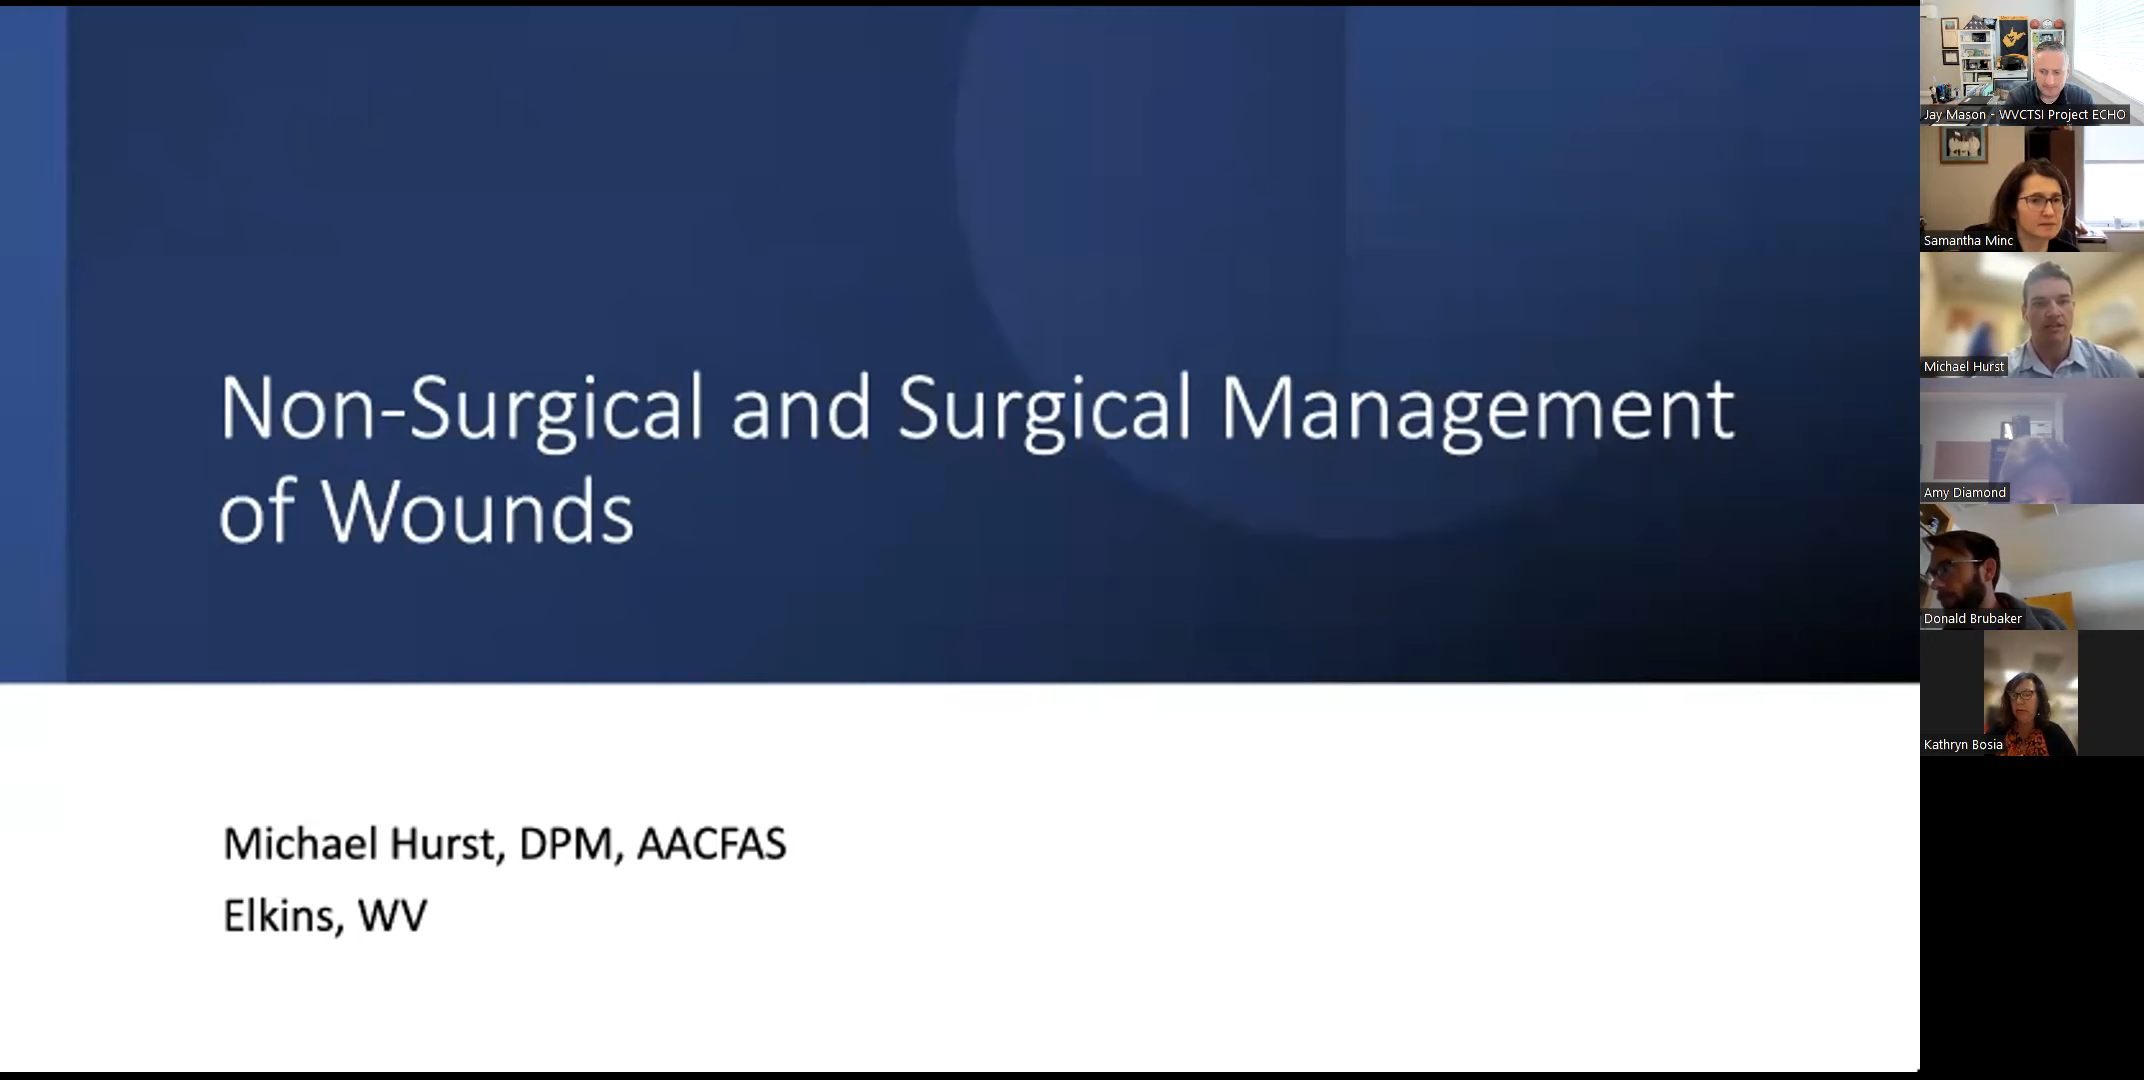 Non-Surgical and Surgical Management
of Wounds
Michael Hurst, DPM, AACFAS
Elkins, WV
Jay Mason - WVCTSI Project ECHO
Samantha Minc
Michael Hurst
Amy Diamond
Donald Brubaker
Kathryn Bosia